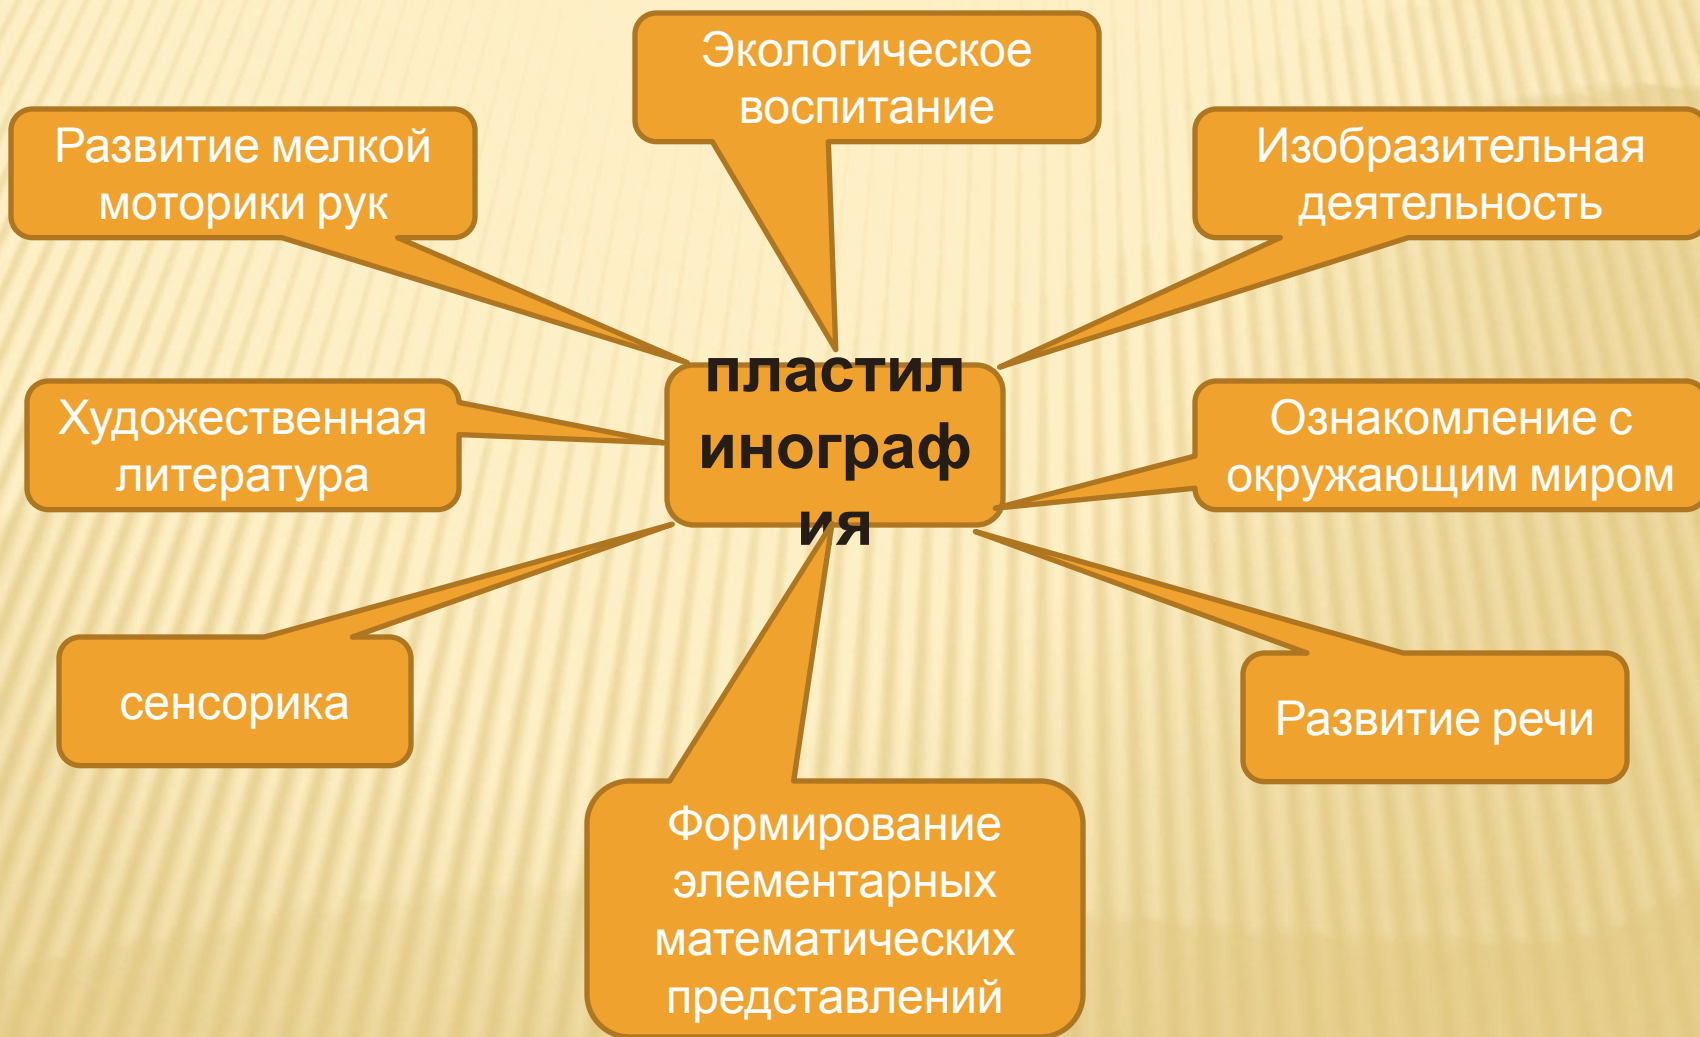 Экологическое
воспитание
Развитие мелкой
моторики рук
Изобразительная
деятельность
пластил
инограф
ия
Художественная
литература
Ознакомление с
окружающим миром
сенсорика
Развитие речи
Формирование
элементарных
математических
представлений